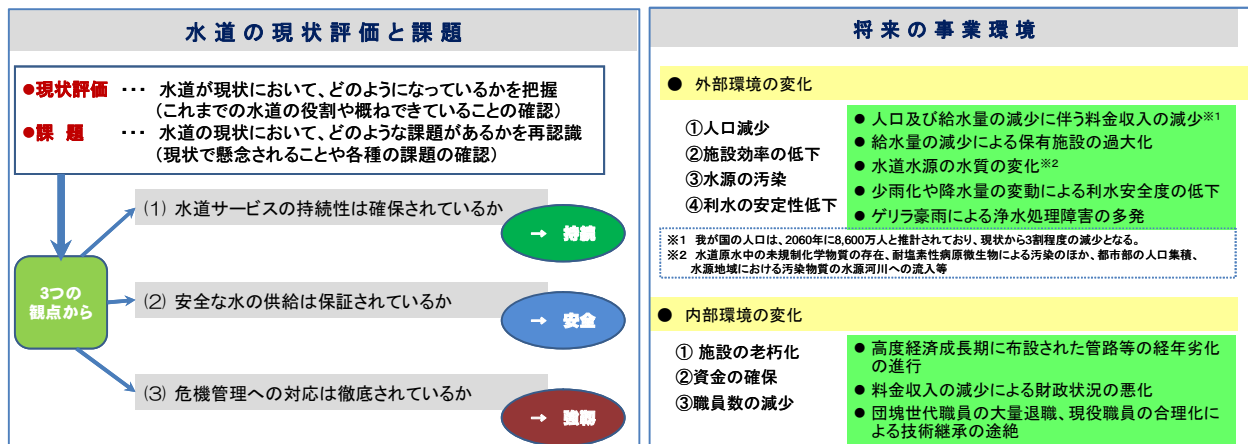 水道の現状評価と課題
●現状評価 ・・・ 水道が現状において、どのようになっているかを把握
(これまでの水道の役割や概ねできていることの確認)
●課 題 ・・・ 水道の現状において、どのような課題があるかを再認識
(現状で懸念されることや各種の課題の確認)
3つの
観点から
(1) 水道サービスの持続性は確保されているか
→ 持続
(2) 安全な水の供給は保証されているか
→ 安全
(3) 危機管理への対応は徹底されているか
→ 強靭
将来の事業環境
● 外部環境の変化
①人口減少
②施設効率の低下
③水源の汚染
④利水の安定性低下
● 人口及び給水量の減少に伴う料金収入の減少※1
● 給水量の減少による保有施設の過大化
● 水道水源の水質の変化※2
● 少雨化や降水量の変動による利水安全度の低下
● ゲリラ豪雨による浄水処理障害の多発
※1 我が国の人口は、2060年に8,600万人と推計されており、現状から3割程度の減少となる。
※2 水道原水中の未規制化学物質の存在、耐塩素性病原微生物による汚染のほか、都市部の人口集積、
水源地域における汚染物質の水源河川への流入等
● 内部環境の変化
① 施設の老朽化
②資金の確保
③職員数の減少
● 高度経済成長期に布設された管路等の経年劣化
の進行
● 料金収入の減少による財政状況の悪化
● 団塊世代職員の大量退職、現役職員の合理化に
よる技術継承の途絶